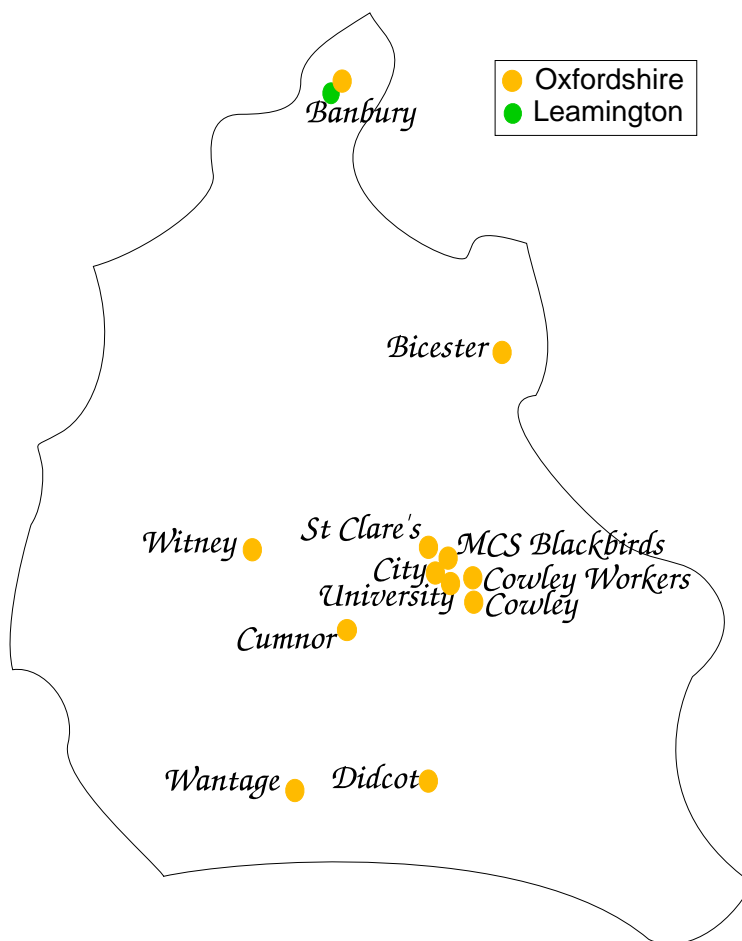 Oxfordshire
Leamington
Banbury
Bicester
St Clare's
Witney
MCS Blackbirds
City
Cowley Workers
University
Cowley
Cumnor
Wantage
Didcot